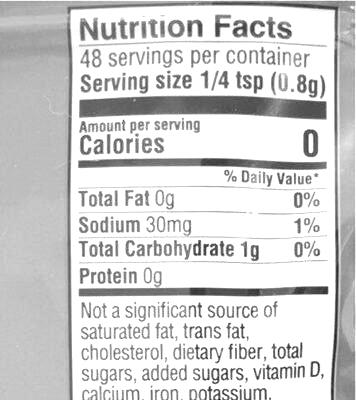 Nutrition Facts
48 servings per container
Serving size 1/4 tsp (0.8g)
Amount per serving
Calories 0
% Daily Value*
Total Fat 0g 0%
Sodium 30mg 1%
Total Carbohydrate 1g 0%
Protein 0g
Not a significant source of
saturated fat, trans fat,
cholesterol, dietary fiber, total
sugars, added sugars, vitamin D,
calcium, iron, potassium.